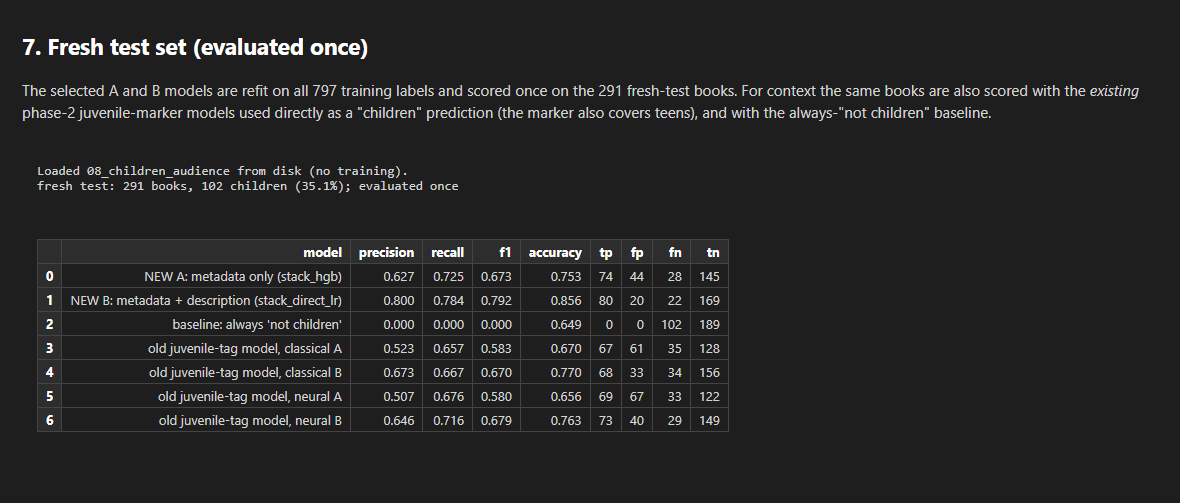 7. Fresh test set (evaluated once)
The selected A and B models are refit on all 797 training labels and scored once on the 291 fresh-test books. For context the same books are also scored with the existing
phase-2 juvenile-marker models used directly as a "children" prediction (the marker also covers teens), and with the always-"not children" baseline.
Loaded 08_children_audience from disk (no training).
fresh test: 291 books, 102 children (35.1%); evaluated once
model precision recall f1 accuracy tp fp fn tn
0 NEW A: metadata only (stack_hgb) 0.627 0.725 0.673 0.753 74 44 28 145
1 NEW B: metadata + description (stack_direct_lr) 0.800 0.784 0.792 0.856 80 20 22 169
2 baseline: always 'not children' 0.000 0.000 0.000 0.649 0 0 102 189
3 old juvenile-tag model, classical A 0.523 0.657 0.583 0.670 67 61 35 128
4 old juvenile-tag model, classical B 0.673 0.667 0.670 0.770 68 33 34 156
5 old juvenile-tag model, neural A 0.507 0.676 0.580 0.656 69 67 33 122
6 old juvenile-tag model, neural B 0.646 0.716 0.679 0.763 73 40 29 149